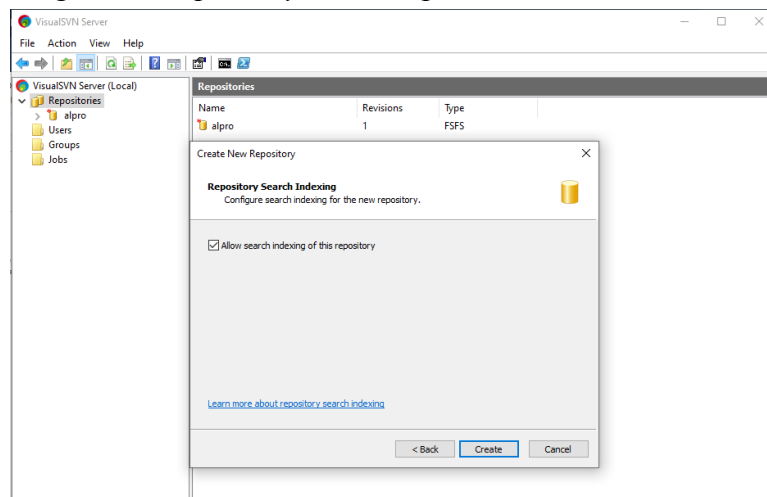 VisualSVN Server
File Action View Help
VisualSVN Server (Local)
Repositories
alpro
Users
Groups
Jobs
Repositories
Name Revisions Type
alpro 1 FSFS
Create New Repository
Repository Search Indexing
Configure search indexing for the new repository.
Allow search indexing of this repository
Learn more about repository search indexing
< Back Create Cancel